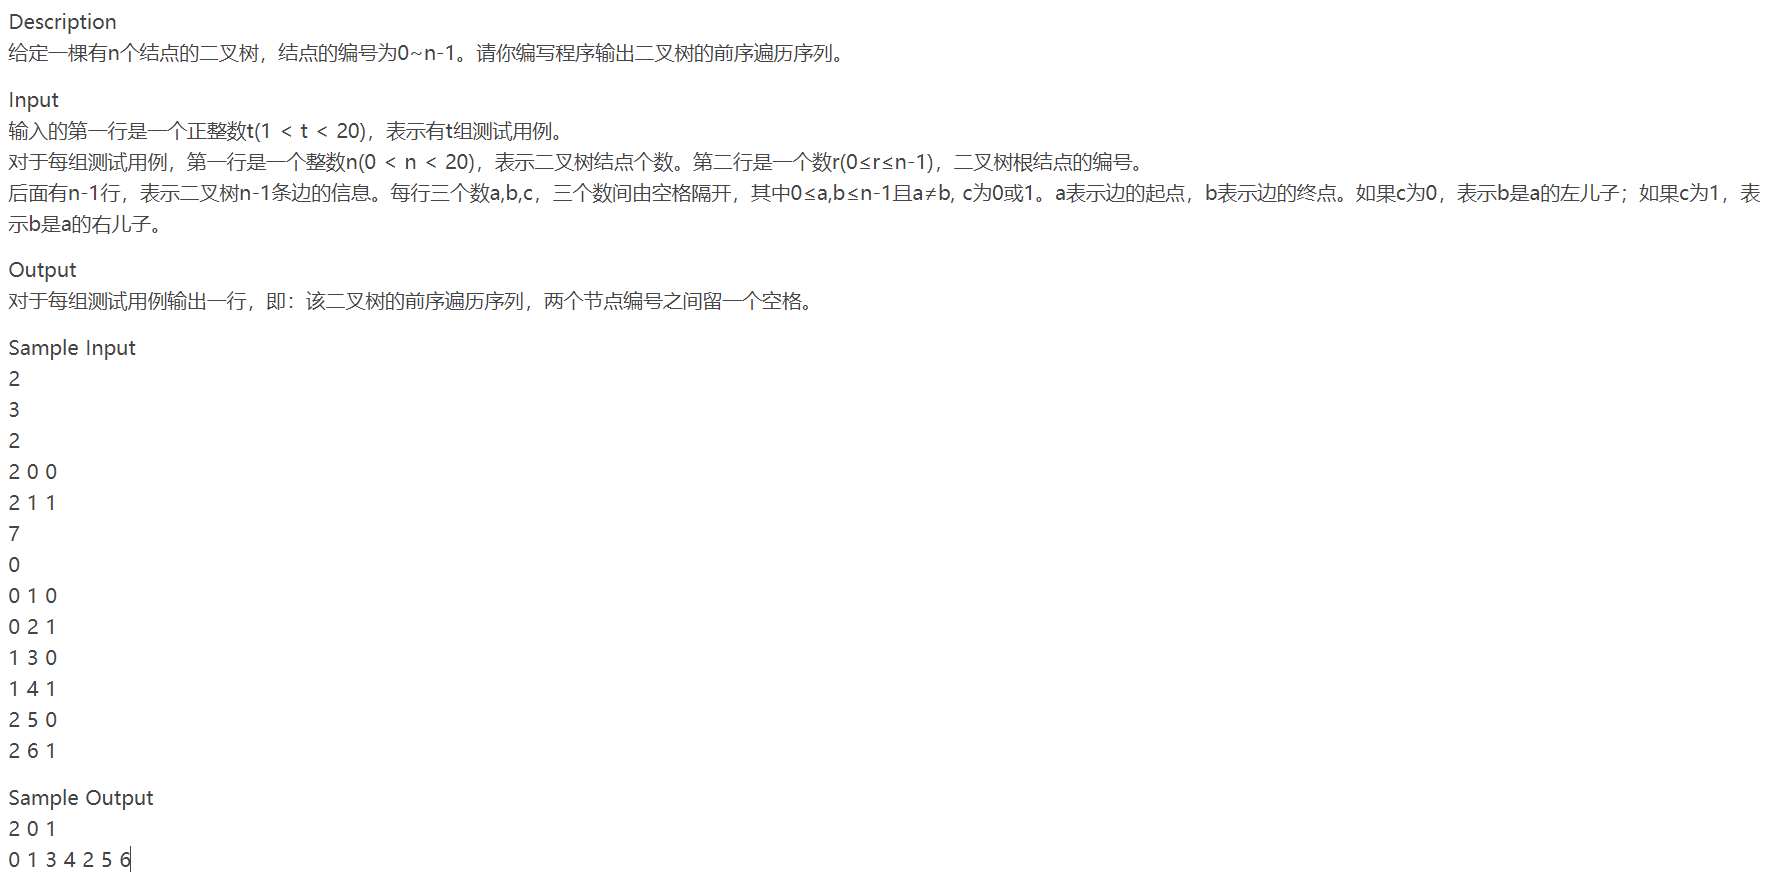 Description
给定一棵有n个结点的二叉树，结点的编号为0~n-1。请你编写程序输出二叉树的前序遍历序列。
Input
输入的第一行是一个正整数t(1 < t < 20)，表示有t组测试用例。
对于每组测试用例，第一行是一个整数n(0 < n < 20)，表示二叉树结点个数。第二行是一个数r(0≤r≤n-1)，二叉树根结点的编号。
后面有n-1行，表示二叉树n-1条边的信息。每行三个数a,b,c，三个数间由空格隔开，其中0≤a,b≤n-1且a≠b, c为0或1。a表示边的起点，b表示边的终点。如果c为0，表示b是a的左儿子；如果c为1，表
示b是a的右儿子。
Output
对于每组测试用例输出一行，即：该二叉树的前序遍历序列，两个节点编号之间留一个空格。
Sample Input
2
3
2
2 0 0
2 1 1
7
0
0 1 0
0 2 1
1 3 0
1 4 1
2 5 0
2 6 1
Sample Output
2 0 1
0 1 3 4 2 5 6